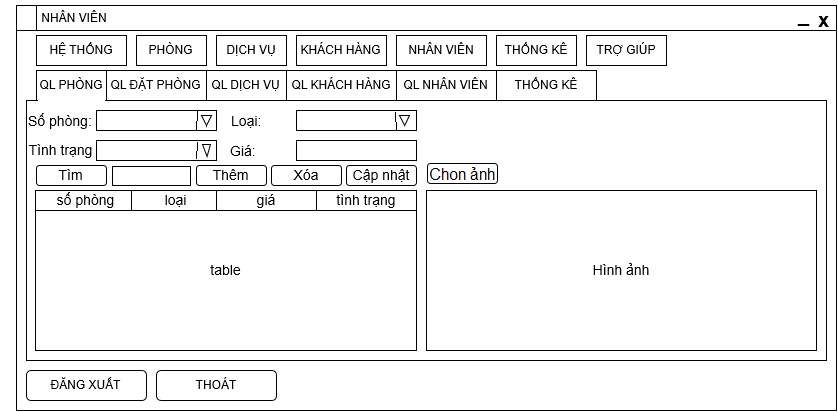 NHÂN VIÊN
HỆ THỐNG PHÒNG DỊCH VỤ KHÁCH HÀNG NHÂN VIÊN THỐNG KÊ TRỢ GIÚP
QL PHÒNG QL ĐẶT PHÒNG QL DỊCH VỤ QL KHÁCH HÀNG QL NHÂN VIÊN THỐNG KÊ
Số phòng: Loại:
Tình trạng Giá:
Tìm Thêm Xóa Cập nhật Chon ảnh
số phòng loại giá tình trạng
table Hình ảnh
ĐĂNG XUẤT THOÁT